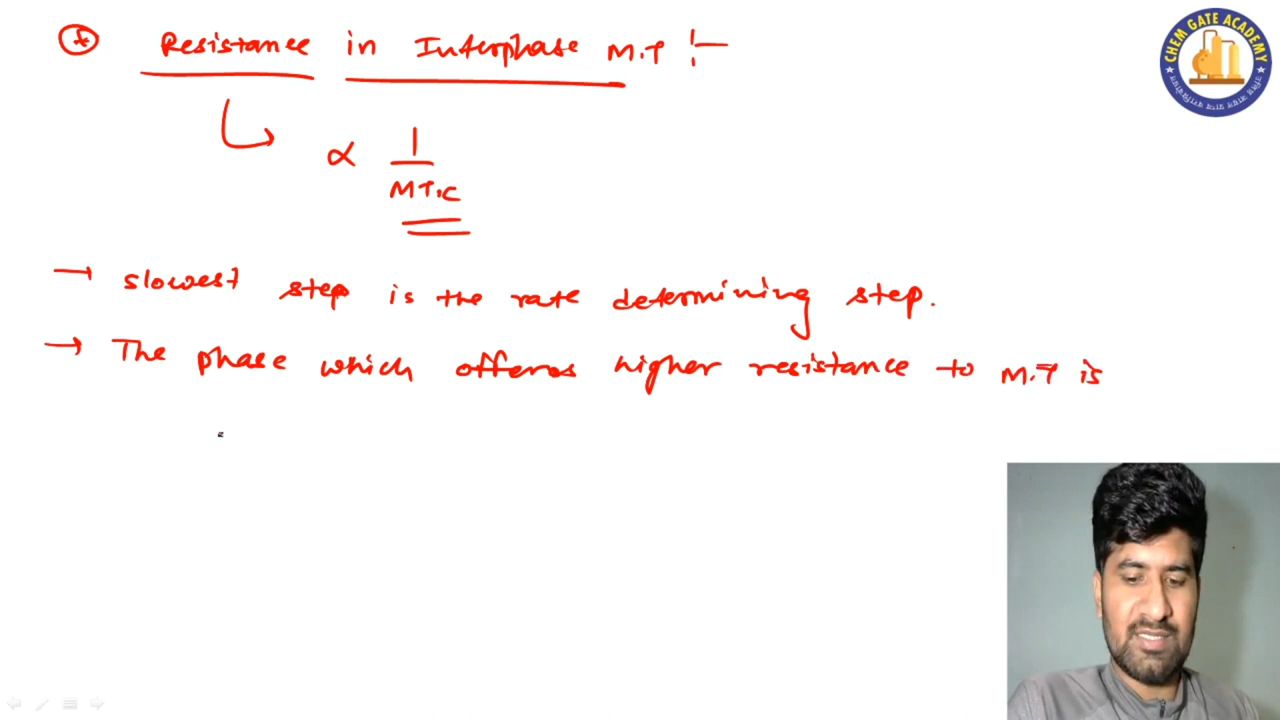 * Resistance in Interphase M.T :-
∝ 1
MT.C
→ slowest step is the rate determining step.
→ The phase which offeres higher resistance to M.T is
CHEM GATE ACADEMY